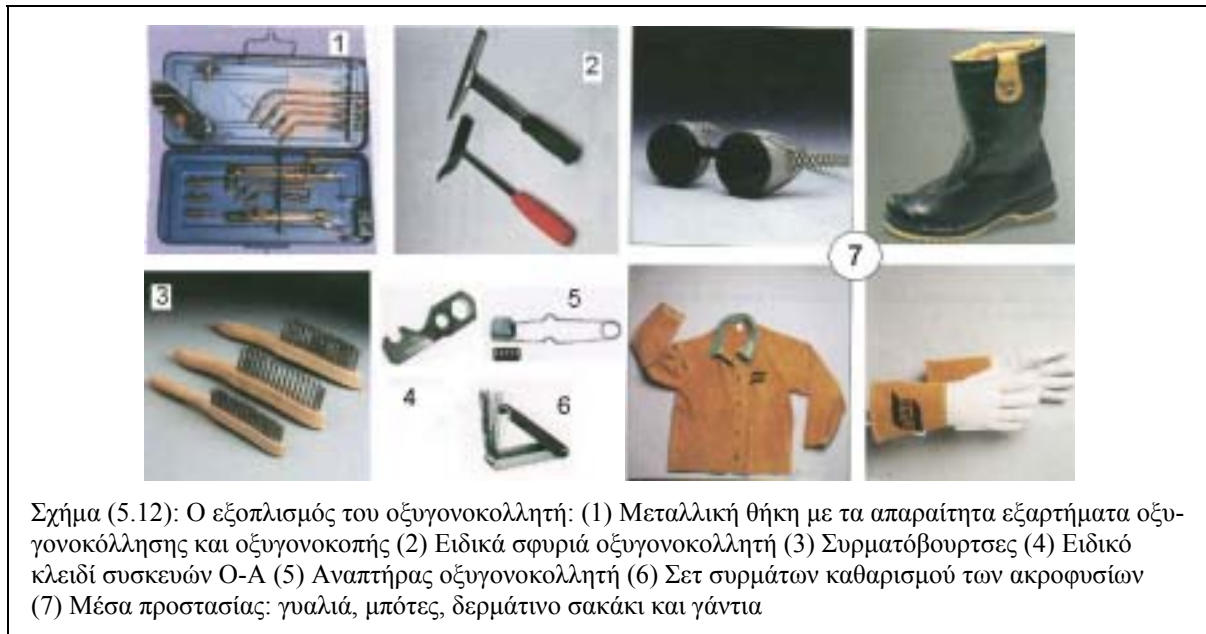 1
2
3
4
5
6
7
Σχήμα (5.12): Ο εξοπλισμός του οξυγονοκολλητή: (1) Μεταλλική θήκη με τα απαραίτητα εξαρτήματα οξυ-
γονοκόλλησης και οξυγονοκοπής (2) Ειδικά σφυριά οξυγονοκολλητή (3) Συρματόβουρτσες (4) Ειδικό
κλειδί συσκευών Ο-Α (5) Αναπτήρας οξυγονοκολλητή (6) Σετ συρμάτων καθαρισμού των ακροφυσίων
(7) Μέσα προστασίας: γυαλιά, μπότες, δερμάτινο σακάκι και γάντια